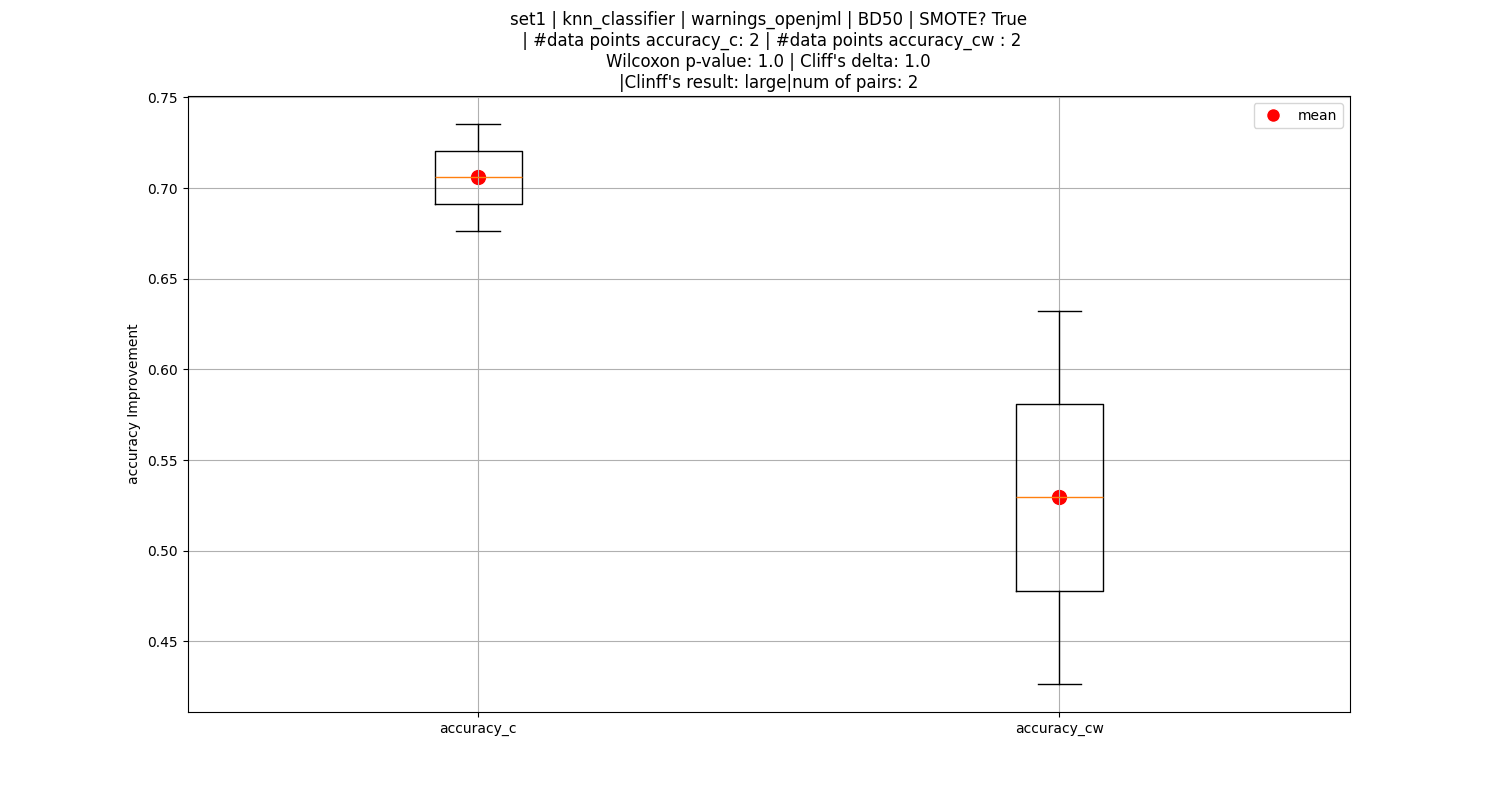 set1 | knn_classifier | warnings_openjml | BD50 | SMOTE? True
| #data points accuracy_c: 2 | #data points accuracy_cw : 2
Wilcoxon p-value: 1.0 | Cliff's delta: 1.0
|Clinff's result: large|num of pairs: 2
mean
accuracy Improvement
0.75
0.70
0.65
0.60
0.55
0.50
0.45
accuracy_c
accuracy_cw